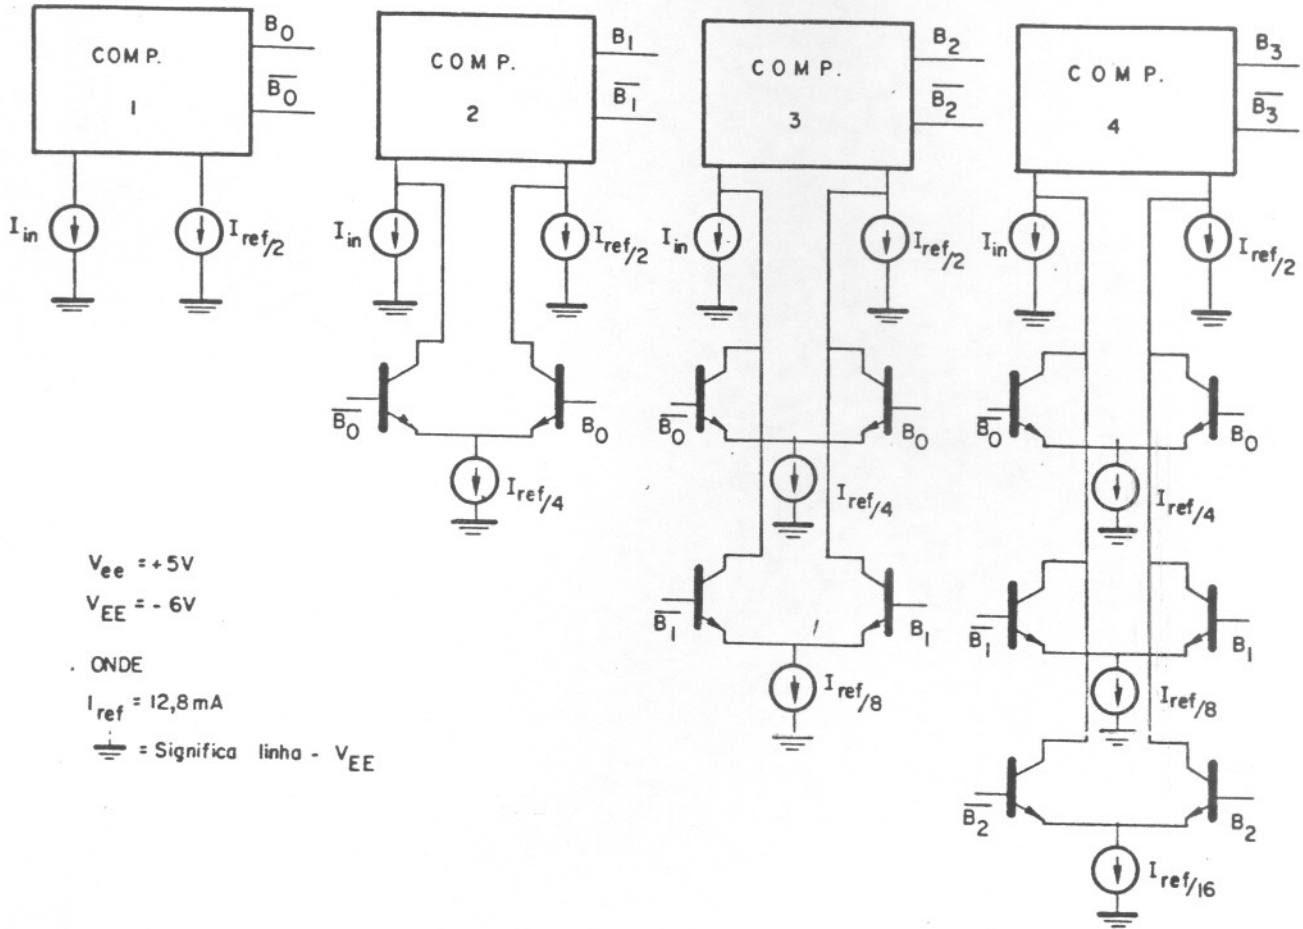 COMP.
1
B0
B0
Iin
Iref/2
COMP.
2
B1
B1
Iin
Iref/2
B0
B0
Iref/4
COMP.
3
B2
B2
Iin
Iref/2
B0
B0
Iref/4
B1
B1
Iref/8
COMP.
4
B3
B3
Iin
Iref/2
B0
B0
Iref/4
B1
B1
Iref/8
B2
B2
Iref/16
Vee = +5V
VEE = - 6V
. ONDE
Iref = 12,8mA
= Significa linha - VEE